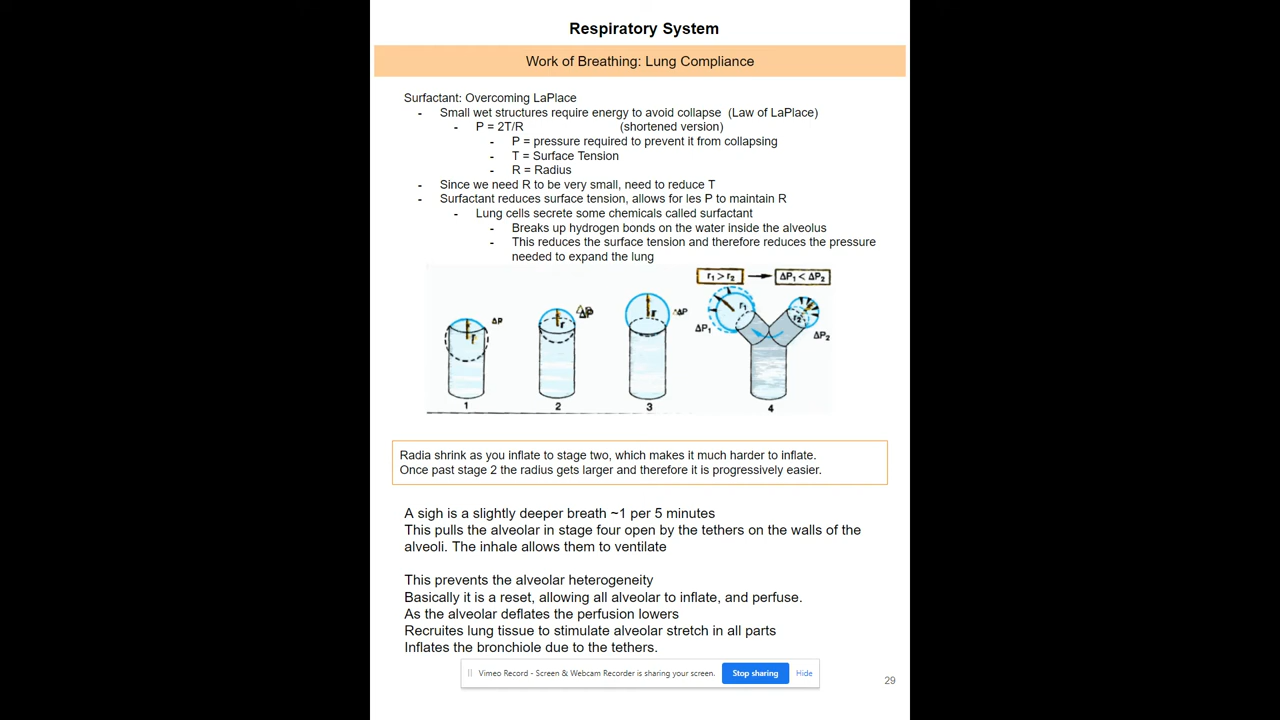 Respiratory System
Work of Breathing: Lung Compliance
Surfactant: Overcoming LaPlace
- Small wet structures require energy to avoid collapse (Law of LaPlace)
- P = 2T/R (shortened version)
- P = pressure required to prevent it from collapsing
- T = Surface Tension
- R = Radius
- Since we need R to be very small, need to reduce T
- Surfactant reduces surface tension, allows for les P to maintain R
- Lung cells secrete some chemicals called surfactant
- Breaks up hydrogen bonds on the water inside the alveolus
- This reduces the surface tension and therefore reduces the pressure
needed to expand the lung
r₁ > r₂ ΔP₁ < ΔP₂
ΔP ΔP ΔP ΔP₁ ΔP₂
r r r r₁ r₂
1 2 3 4
Radia shrink as you inflate to stage two, which makes it much harder to inflate.
Once past stage 2 the radius gets larger and therefore it is progressively easier.
A sigh is a slightly deeper breath ~1 per 5 minutes
This pulls the alveolar in stage four open by the tethers on the walls of the
alveoli. The inhale allows them to ventilate
This prevents the alveolar heterogeneity
Basically it is a reset, allowing all alveolar to inflate, and perfuse.
As the alveolar deflates the perfusion lowers
Recruites lung tissue to stimulate alveolar stretch in all parts
Inflates the bronchiole due to the tethers.
Vimeo Record - Screen & Webcam Recorder is sharing your screen. Stop sharing Hide
29